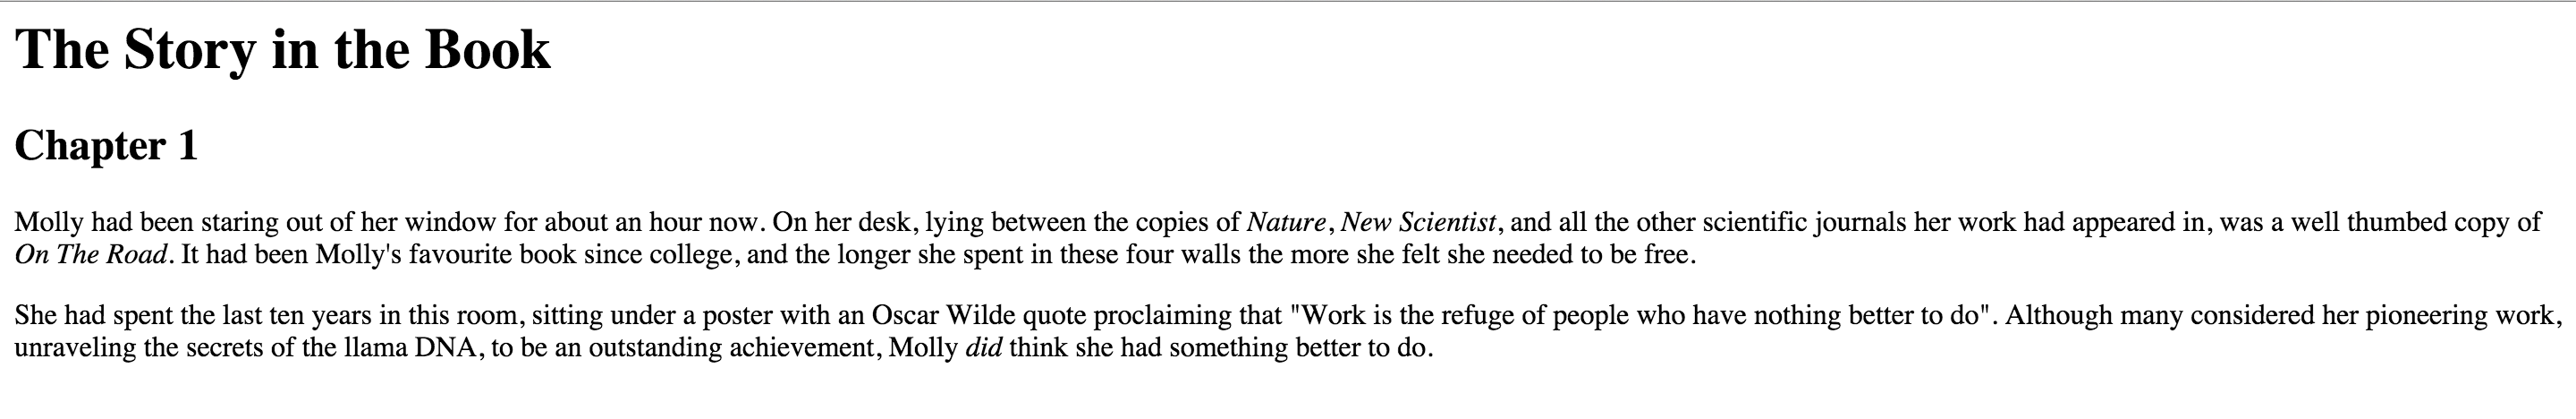 The Story in the Book
Chapter 1
Molly had been staring out of her window for about an hour now. On her desk, lying between the copies of Nature, New Scientist, and all the other scientific journals her work had appeared in, was a well thumbed copy of
On The Road. It had been Molly's favourite book since college, and the longer she spent in these four walls the more she felt she needed to be free.
She had spent the last ten years in this room, sitting under a poster with an Oscar Wilde quote proclaiming that "Work is the refuge of people who have nothing better to do". Although many considered her pioneering work,
unraveling the secrets of the llama DNA, to be an outstanding achievement, Molly did think she had something better to do.